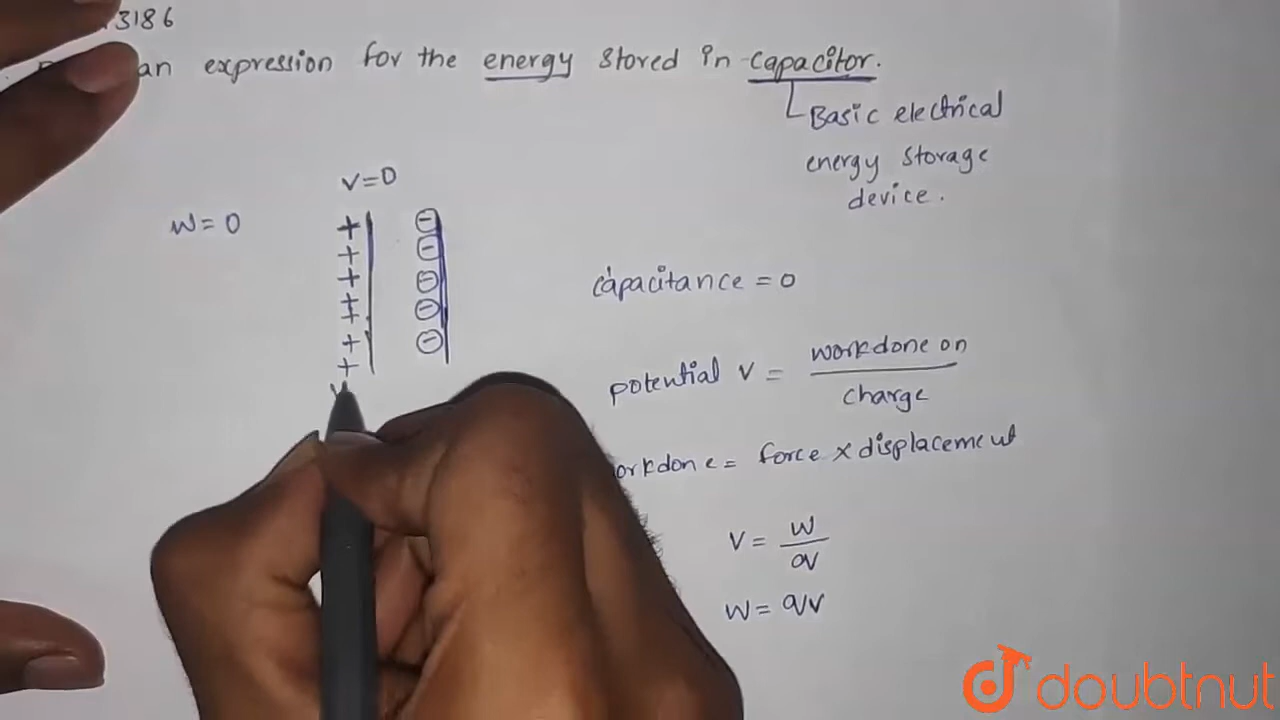 3186
an expression for the energy stored in capacitor.
Basic electrical
energy storage
device.
V=0
W=0
capacitance = 0
potential V = workdone on
charge
orkdone = force × displacement
V = W
q
W = qV
doubtnut